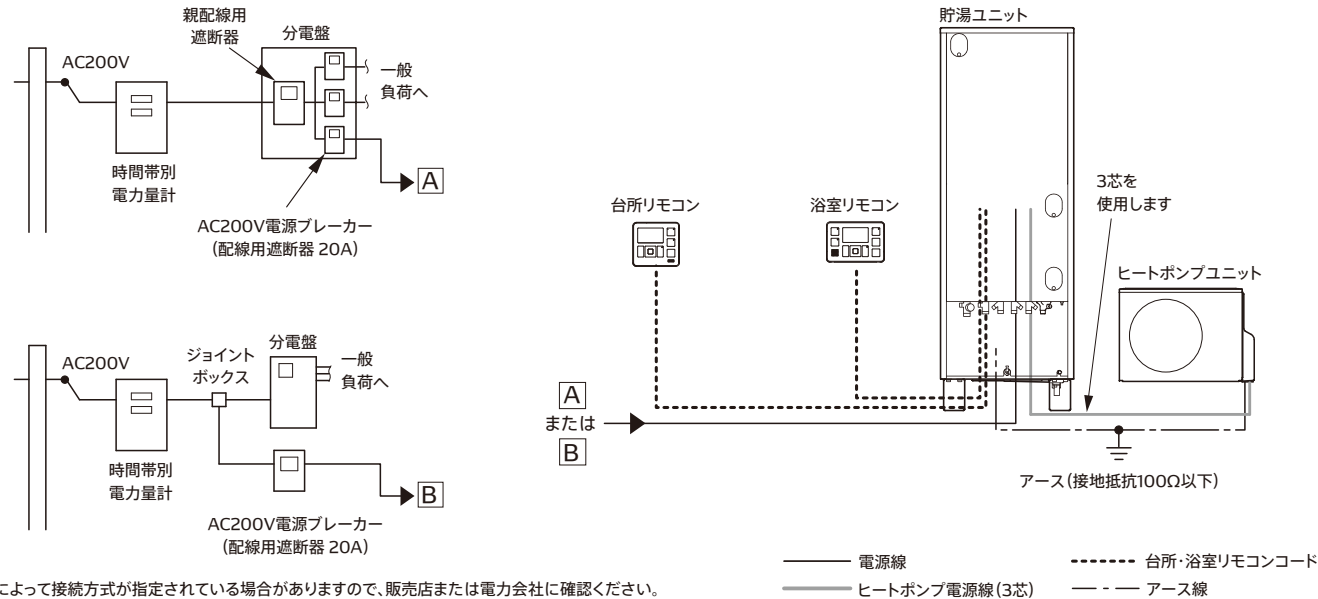 親配線用
遮断器
分電盤
AC200V
一般
負荷へ
時間帯別
電力量計
A
AC200V電源ブレーカー
(配線用遮断器 20A)
貯湯ユニット
台所リモコン
浴室リモコン
3芯を
使用します
ヒートポンプユニット
AC200V
ジョイント
ボックス
分電盤
一般
負荷へ
時間帯別
電力量計
B
AC200V電源ブレーカー
(配線用遮断器 20A)
A
または
B
アース(接地抵抗100Ω以下)
電源線
台所・浴室リモコンコード
ヒートポンプ電源線(3芯)
アース線
によって接続方式が指定されている場合がありますので、販売店または電力会社に確認ください。